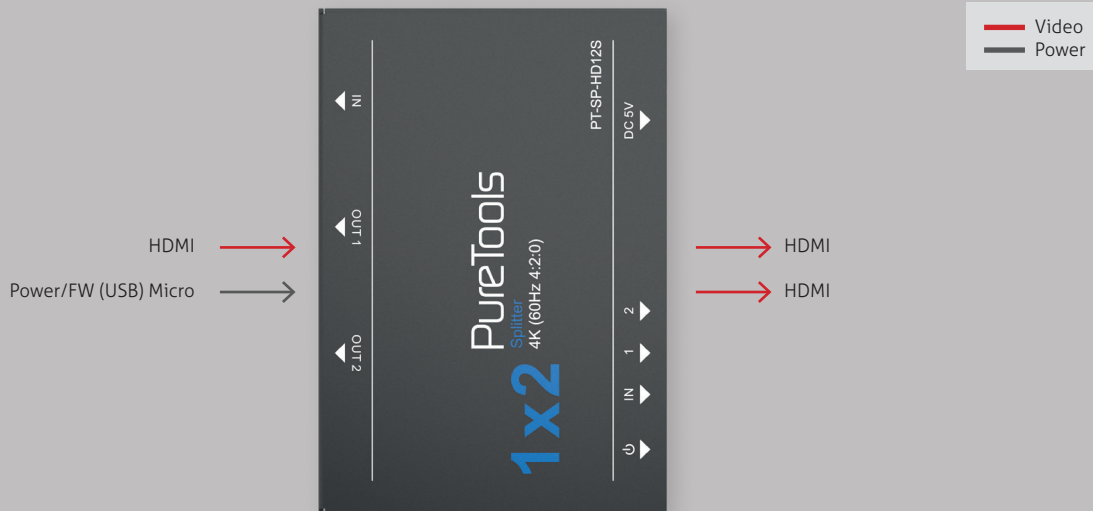 Video
Power
HDMI
Power/FW (USB) Micro
IN
OUT 1
OUT 2
PureTools
1x2
Splitter
4K (60Hz 4:2:0)
PT-SP-HD12S
DC 5V
2
1
IN
HDMI
HDMI